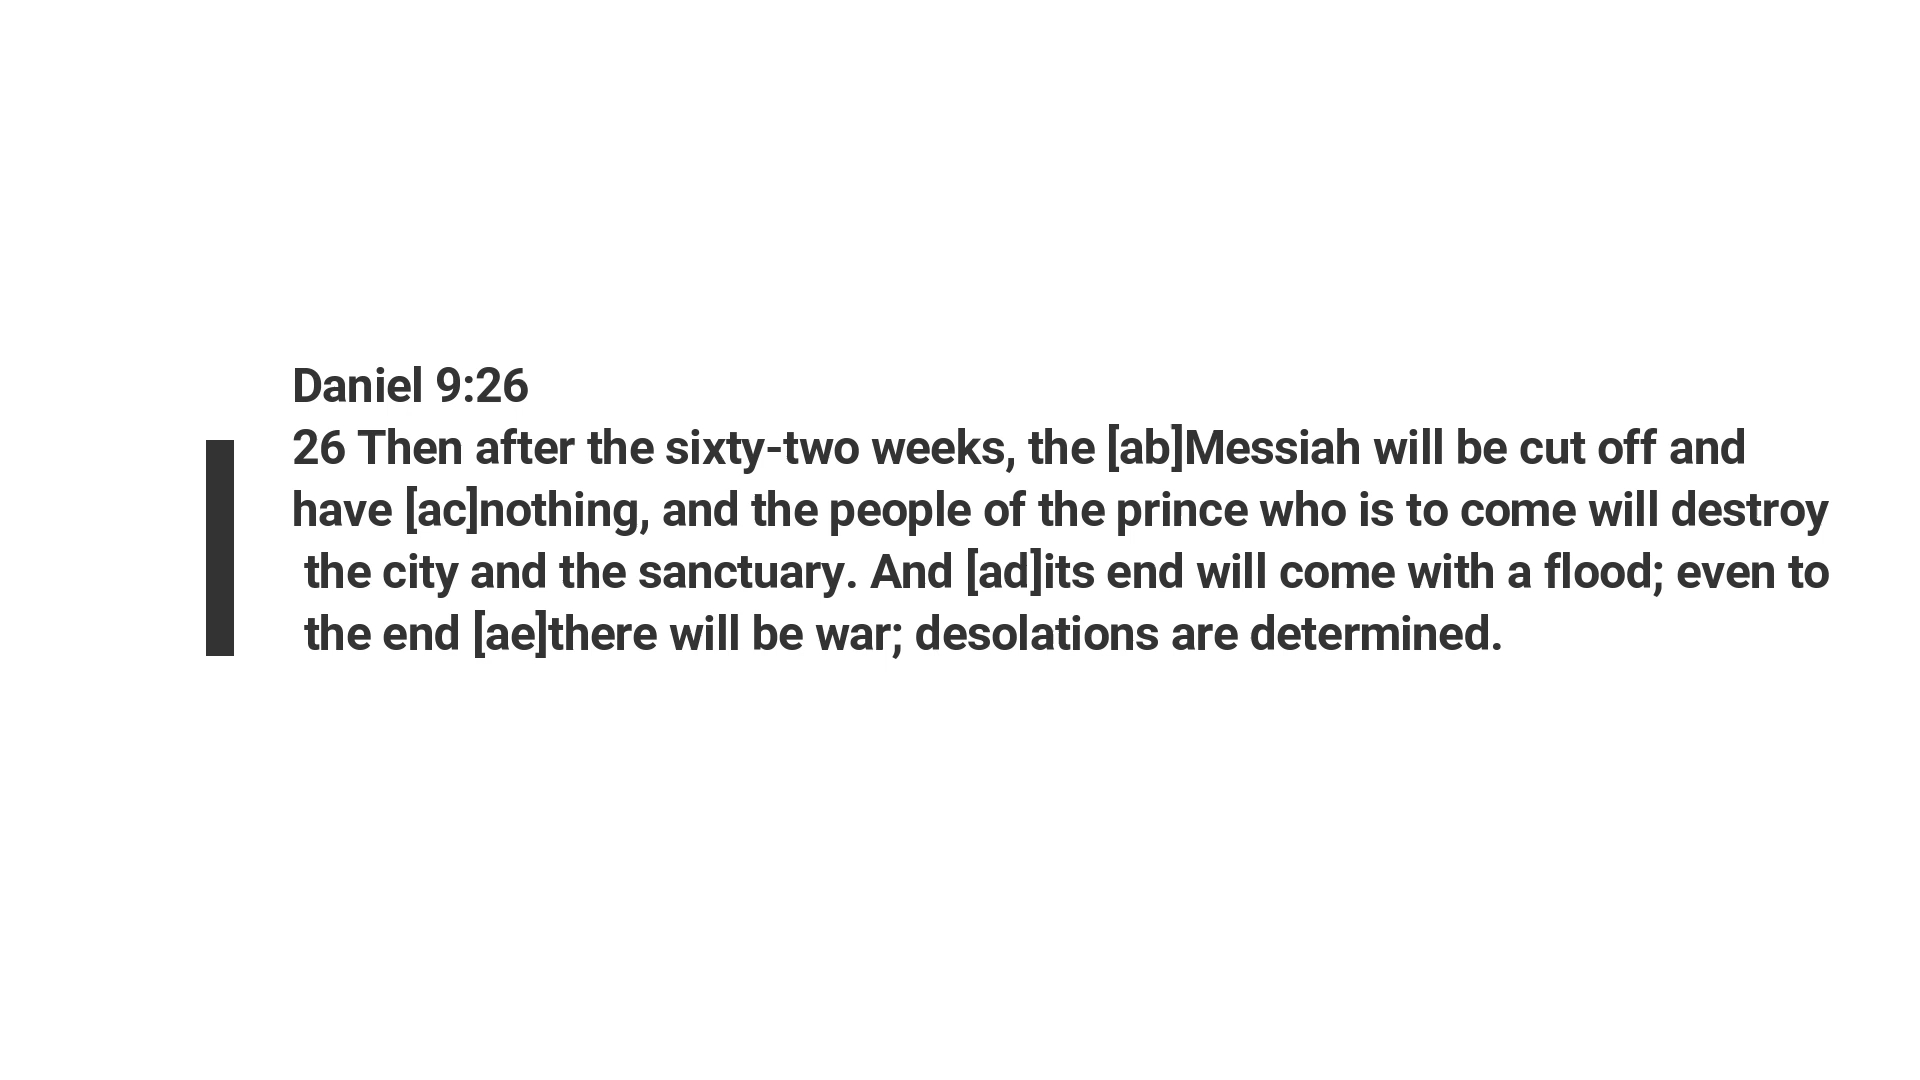 Daniel 9:26
26 Then after the sixty-two weeks, the [ab]Messiah will be cut off and
have [ac]nothing, and the people of the prince who is to come will destroy
the city and the sanctuary. And [ad]its end will come with a flood; even to
the end [ae]there will be war; desolations are determined.